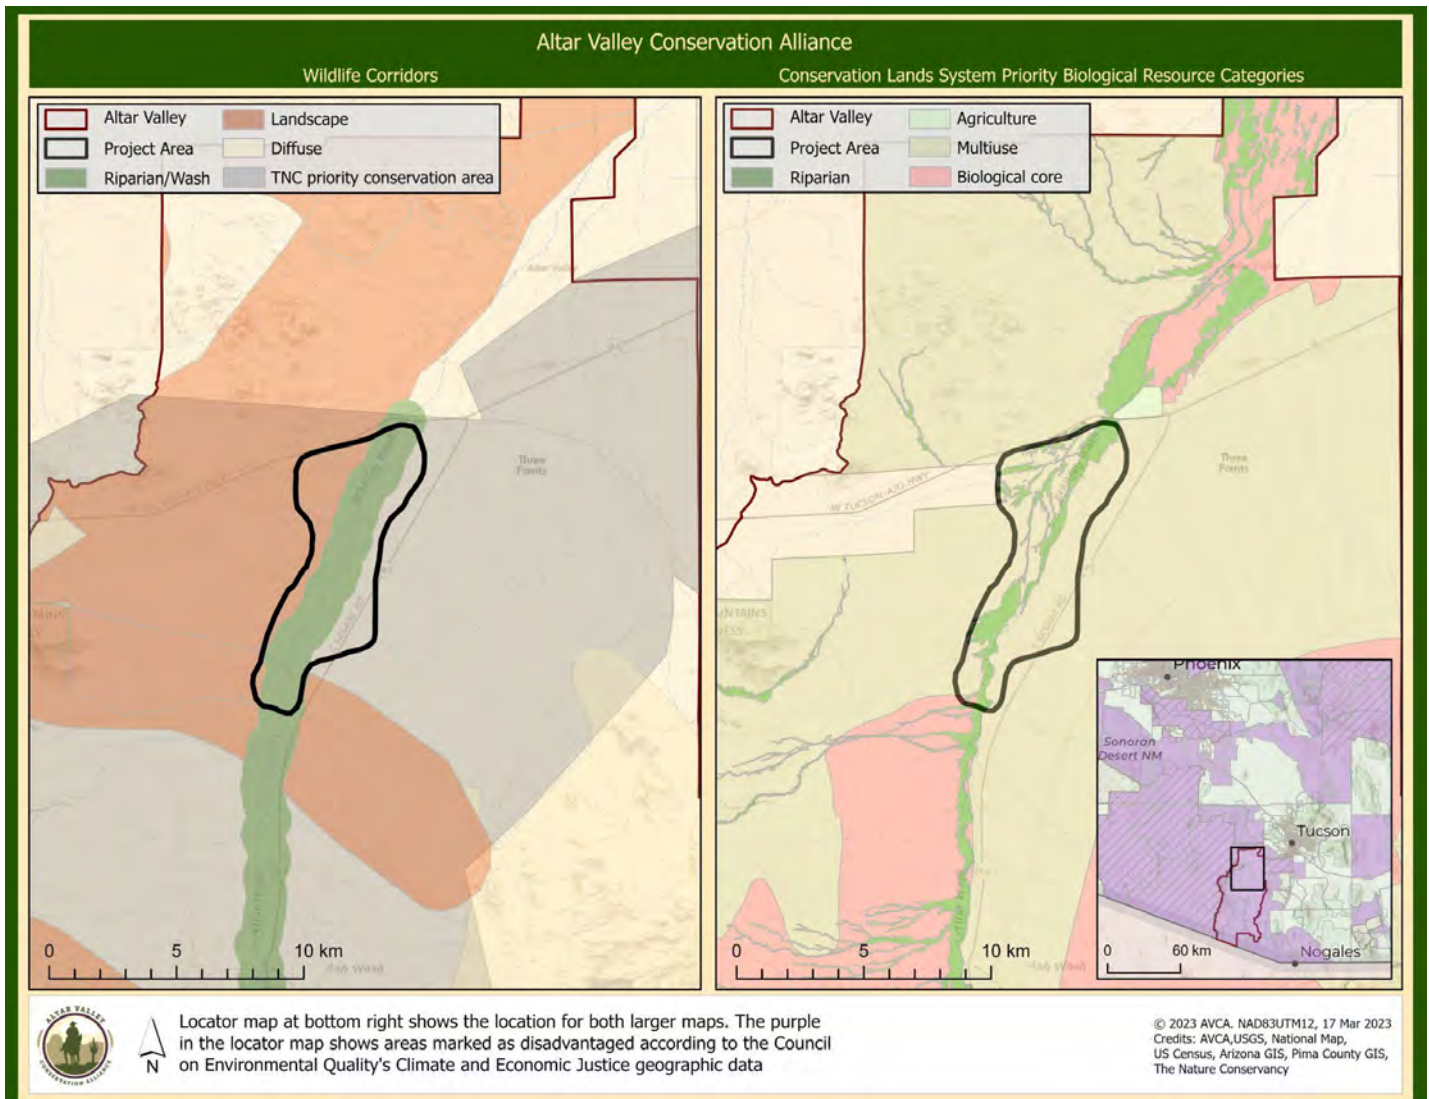 Altar Valley Conservation Alliance
Wildlife Corridors
Conservation Lands System Priority Biological Resource Categories
Altar Valley
Landscape
Project Area
Diffuse
Riparian/Wash
TNC priority conservation area
Altar Valley
Three
Points
0
5
10 km
Ash Wash
Altar Valley
Agriculture
Project Area
Multiuse
Riparian
Biological core
Three
Points
W TUCSON-AJO HWY
Ash Wash
0
5
10 km
Phoenix
Sonoran
Desert NM
Tucson
Nogales
0
60 km
ALTAR VALLEY
CONSERVATION ALLIANCE
N
Locator map at bottom right shows the location for both larger maps. The purple
in the locator map shows areas marked as disadvantaged according to the Council
on Environmental Quality's Climate and Economic Justice geographic data
© 2023 AVCA. NAD83UTM12, 17 Mar 2023
Credits: AVCA,USGS, National Map,
US Census, Arizona GIS, Pima County GIS,
The Nature Conservancy